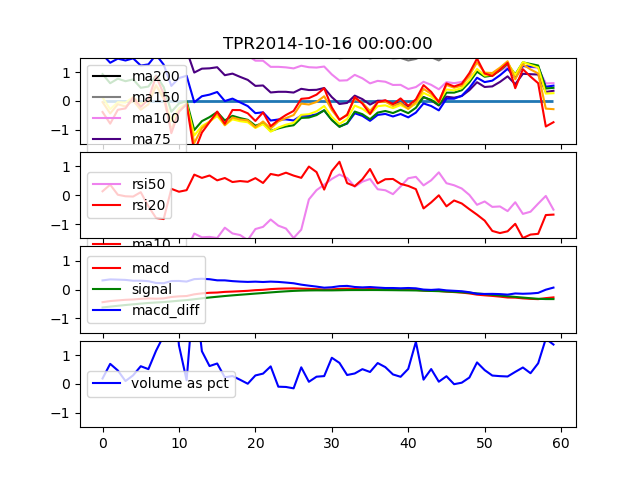 TPR2014-10-16 00:00:00
1
0
−1
ma200
ma150
ma100
ma75
1
0
−1
rsi50
rsi20
ma10
1
0
−1
macd
signal
macd_diff
1
0
−1
volume as pct
0 10 20 30 40 50 60